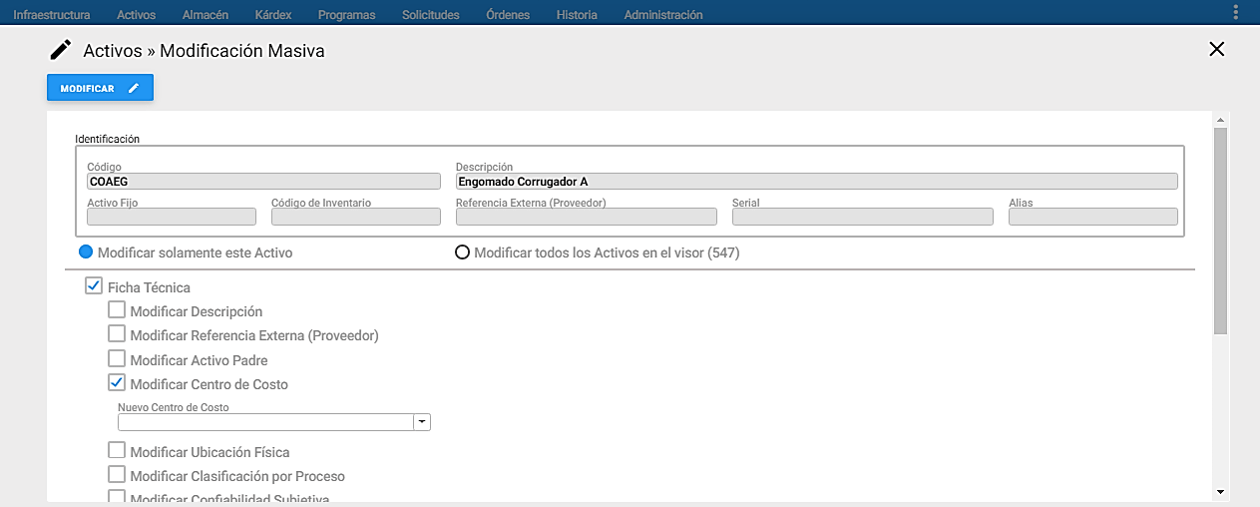 Infraestructura Activos Almacén Kárdex Programas Solicitudes Órdenes Historia Administración
Activos » Modificación Masiva
MODIFICAR
Identificación
Código Descripción
COAEG Engomado Corrugador A
Activo Fijo Código de Inventario Referencia Externa (Proveedor) Serial Alias
Modificar solamente este Activo Modificar todos los Activos en el visor (547)
Ficha Técnica
Modificar Descripción
Modificar Referencia Externa (Proveedor)
Modificar Activo Padre
Modificar Centro de Costo
Nuevo Centro de Costo
Modificar Ubicación Física
Modificar Clasificación por Proceso
Modificar Confiabilidad Subjetiva